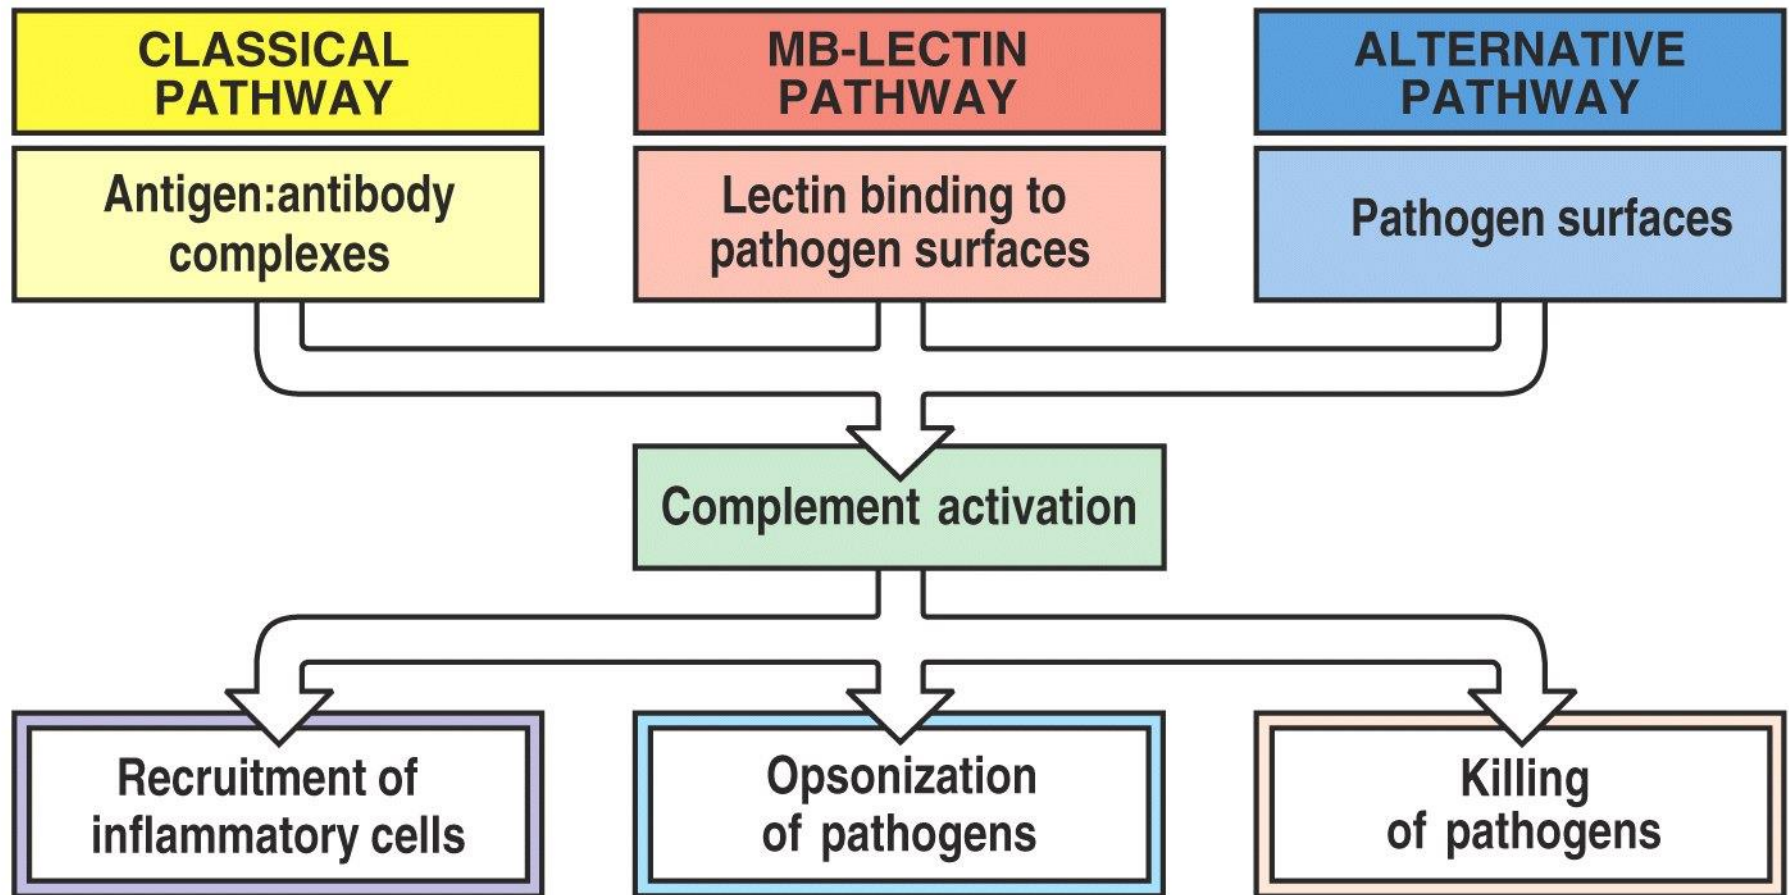 CLASSICAL
PATHWAY
Antigen:antibody
complexes
MB-LECTIN
PATHWAY
Lectin binding to
pathogen surfaces
ALTERNATIVE
PATHWAY
Pathogen surfaces
Complement activation
Recruitment of
inflammatory cells
Opsonization
of pathogens
Killing
of pathogens